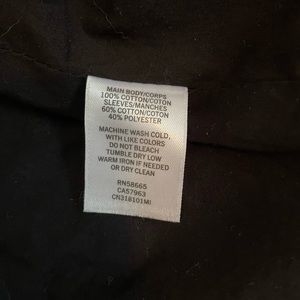 MAIN BODY/CORPS
100% COTTON/COTON
SLEEVES/MANCHES
60% COTTON/COTON
40% POLYESTER
MACHINE WASH COLD,
WITH LIKE COLORS
DO NOT BLEACH
TUMBLE DRY LOW
WARM IRON IF NEEDED
OR DRY CLEAN
RN58665
CA57963
CN318101MI